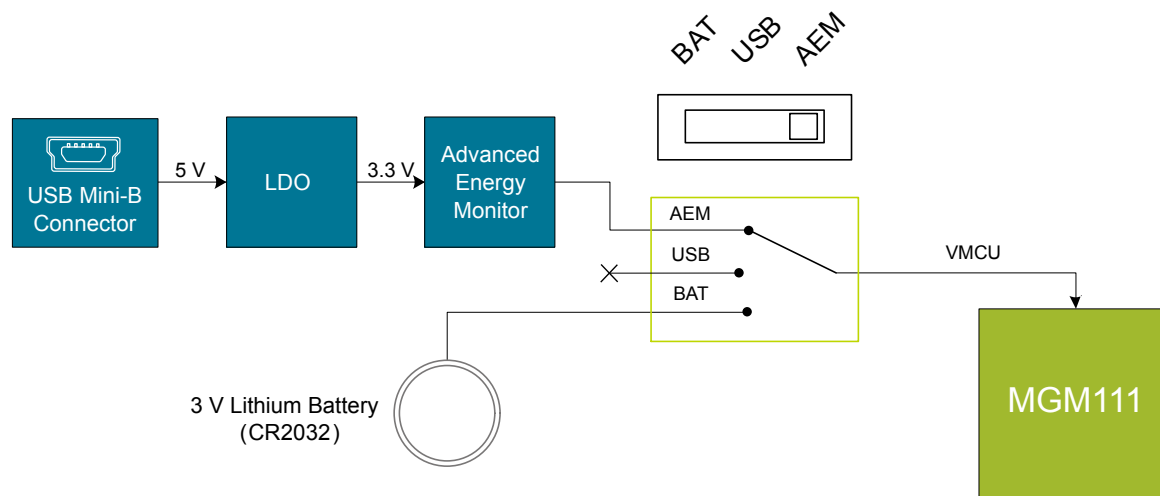 BAT
USB
AEM
USB Mini-B
Connector
5 V
LDO
3.3 V
Advanced
Energy
Monitor
AEM
USB
BAT
VMCU
3 V Lithium Battery
(CR2032)
MGM111